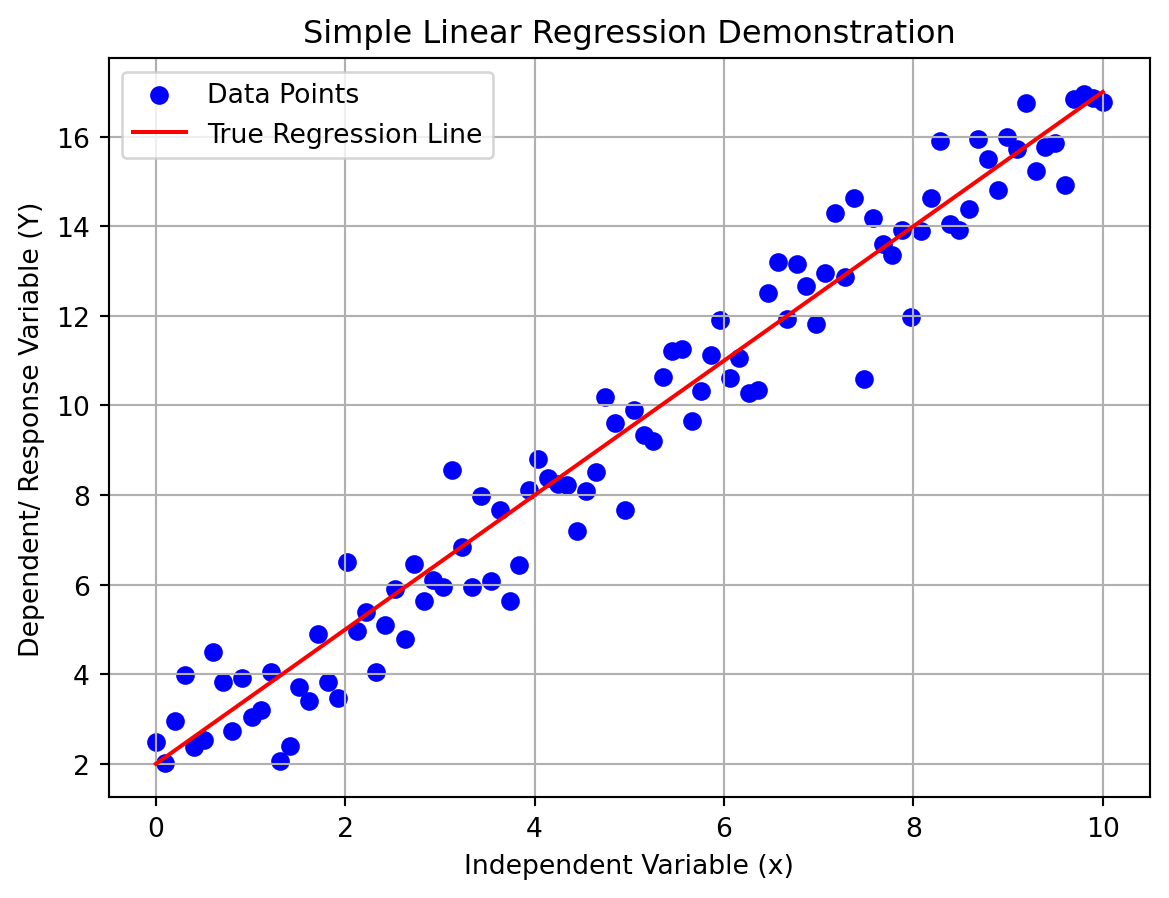 Simple Linear Regression Demonstration
Data Points
True Regression Line
16
14
12
10
8
6
4
2
Dependent/ Response Variable (Y)
0 2 4 6 8 10
Independent Variable (x)